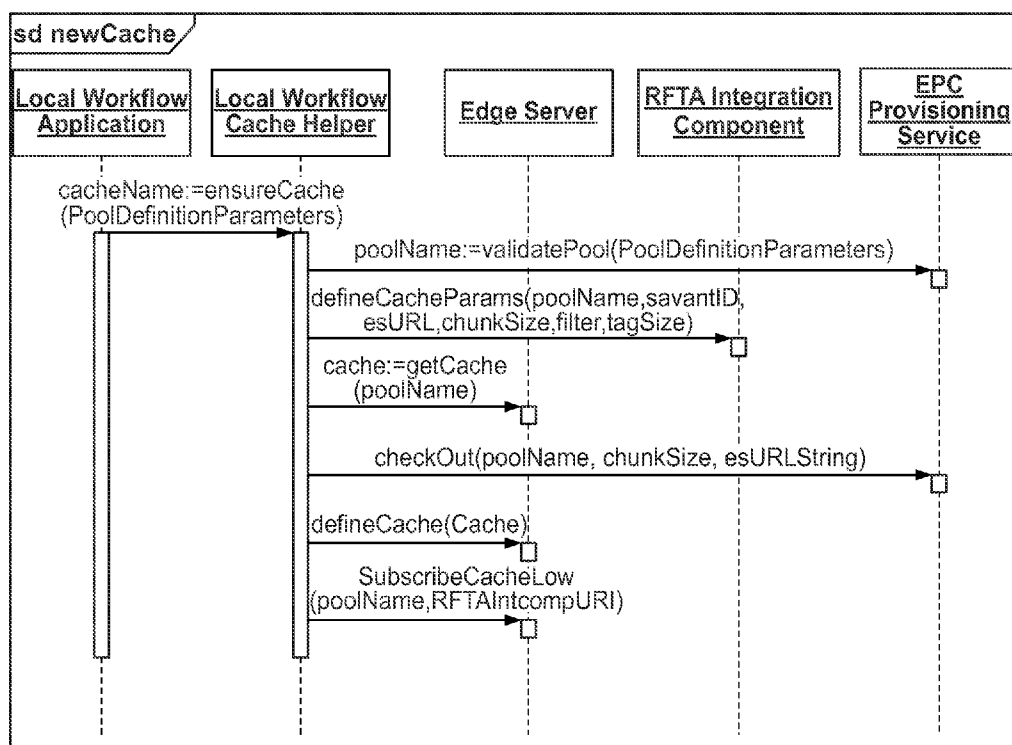 sd newCache
Local Workflow
Application
Local Workflow
Cache Helper
Edge Server
RFTA Integration
Component
EPC
Provisioning
Service
cacheName:=ensureCache
(PoolDefinitionParameters)
poolName:=validatePool(PoolDefinitionParameters)
defineCacheParams(poolName,savantID,
esURL,chunkSize,filter,tagSize)
cache:=getCache
(poolName)
checkOut(poolName, chunkSize, esURLString)
defineCache(Cache)
SubscribeCacheLow
(poolName,RFTAIntcompURI)